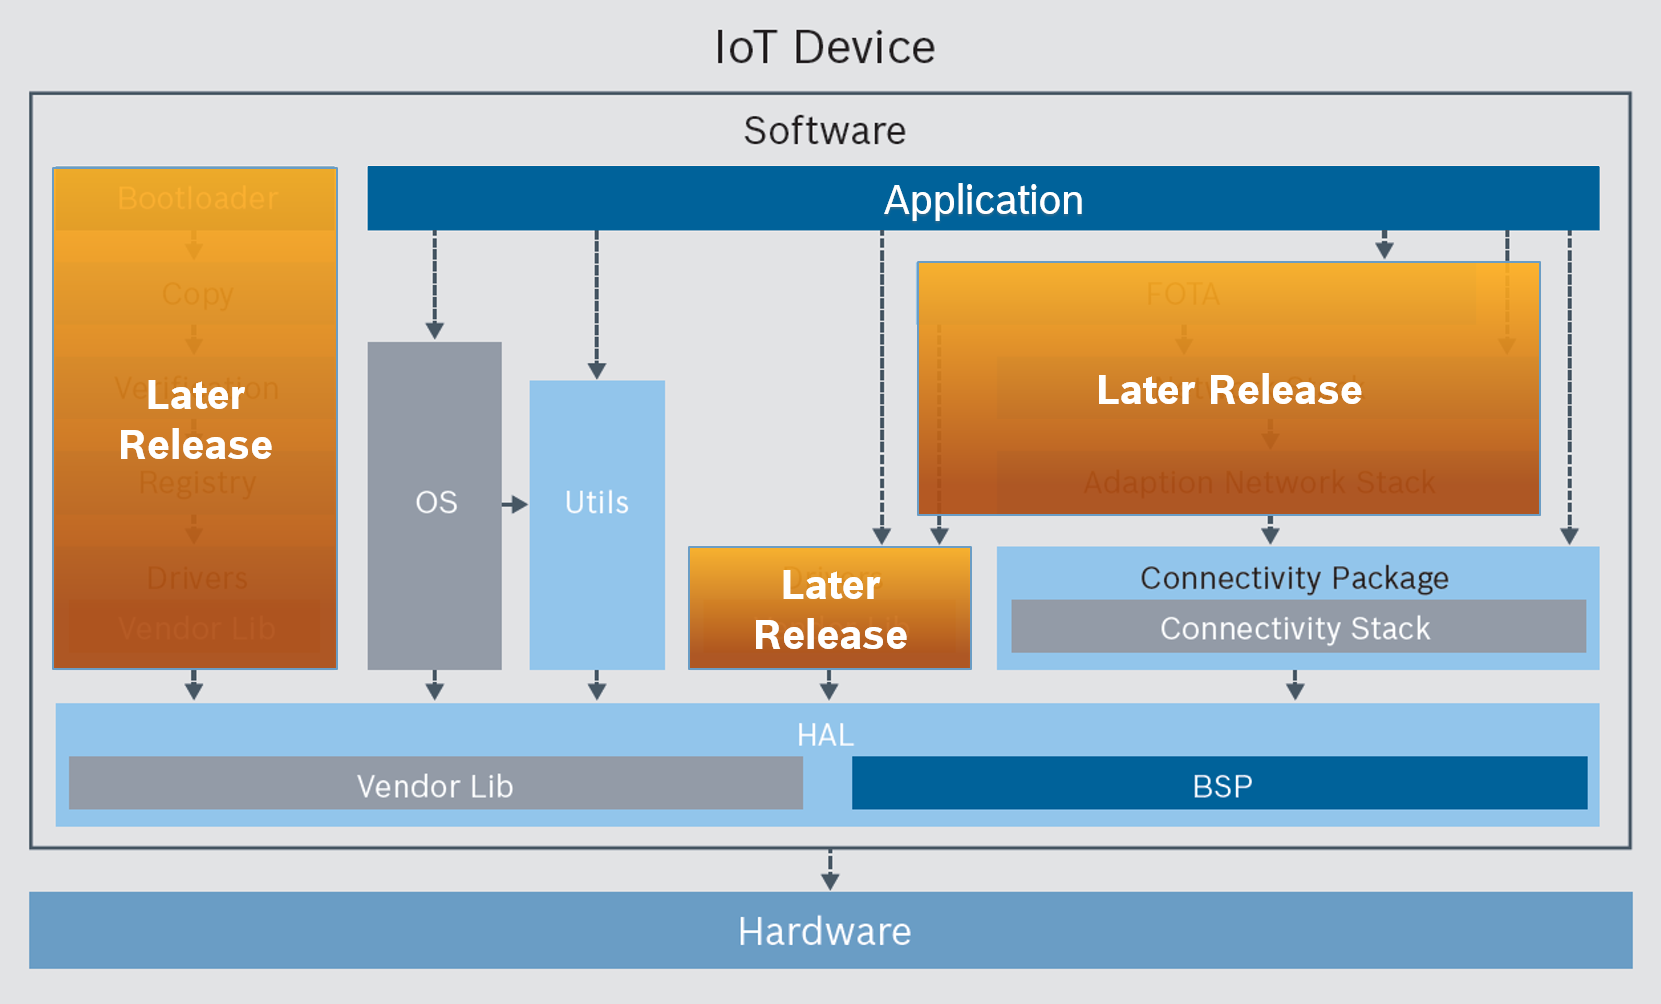 IoT Device
Software
Bootloader
Copy
Verification
Later
Release
Registry
Drivers
Vendor Lib
Application
OS
Utils
FOTA
Later Release
Adaption Network Stack
Later
Release
Connectivity Package
Connectivity Stack
HAL
Vendor Lib
BSP
Hardware